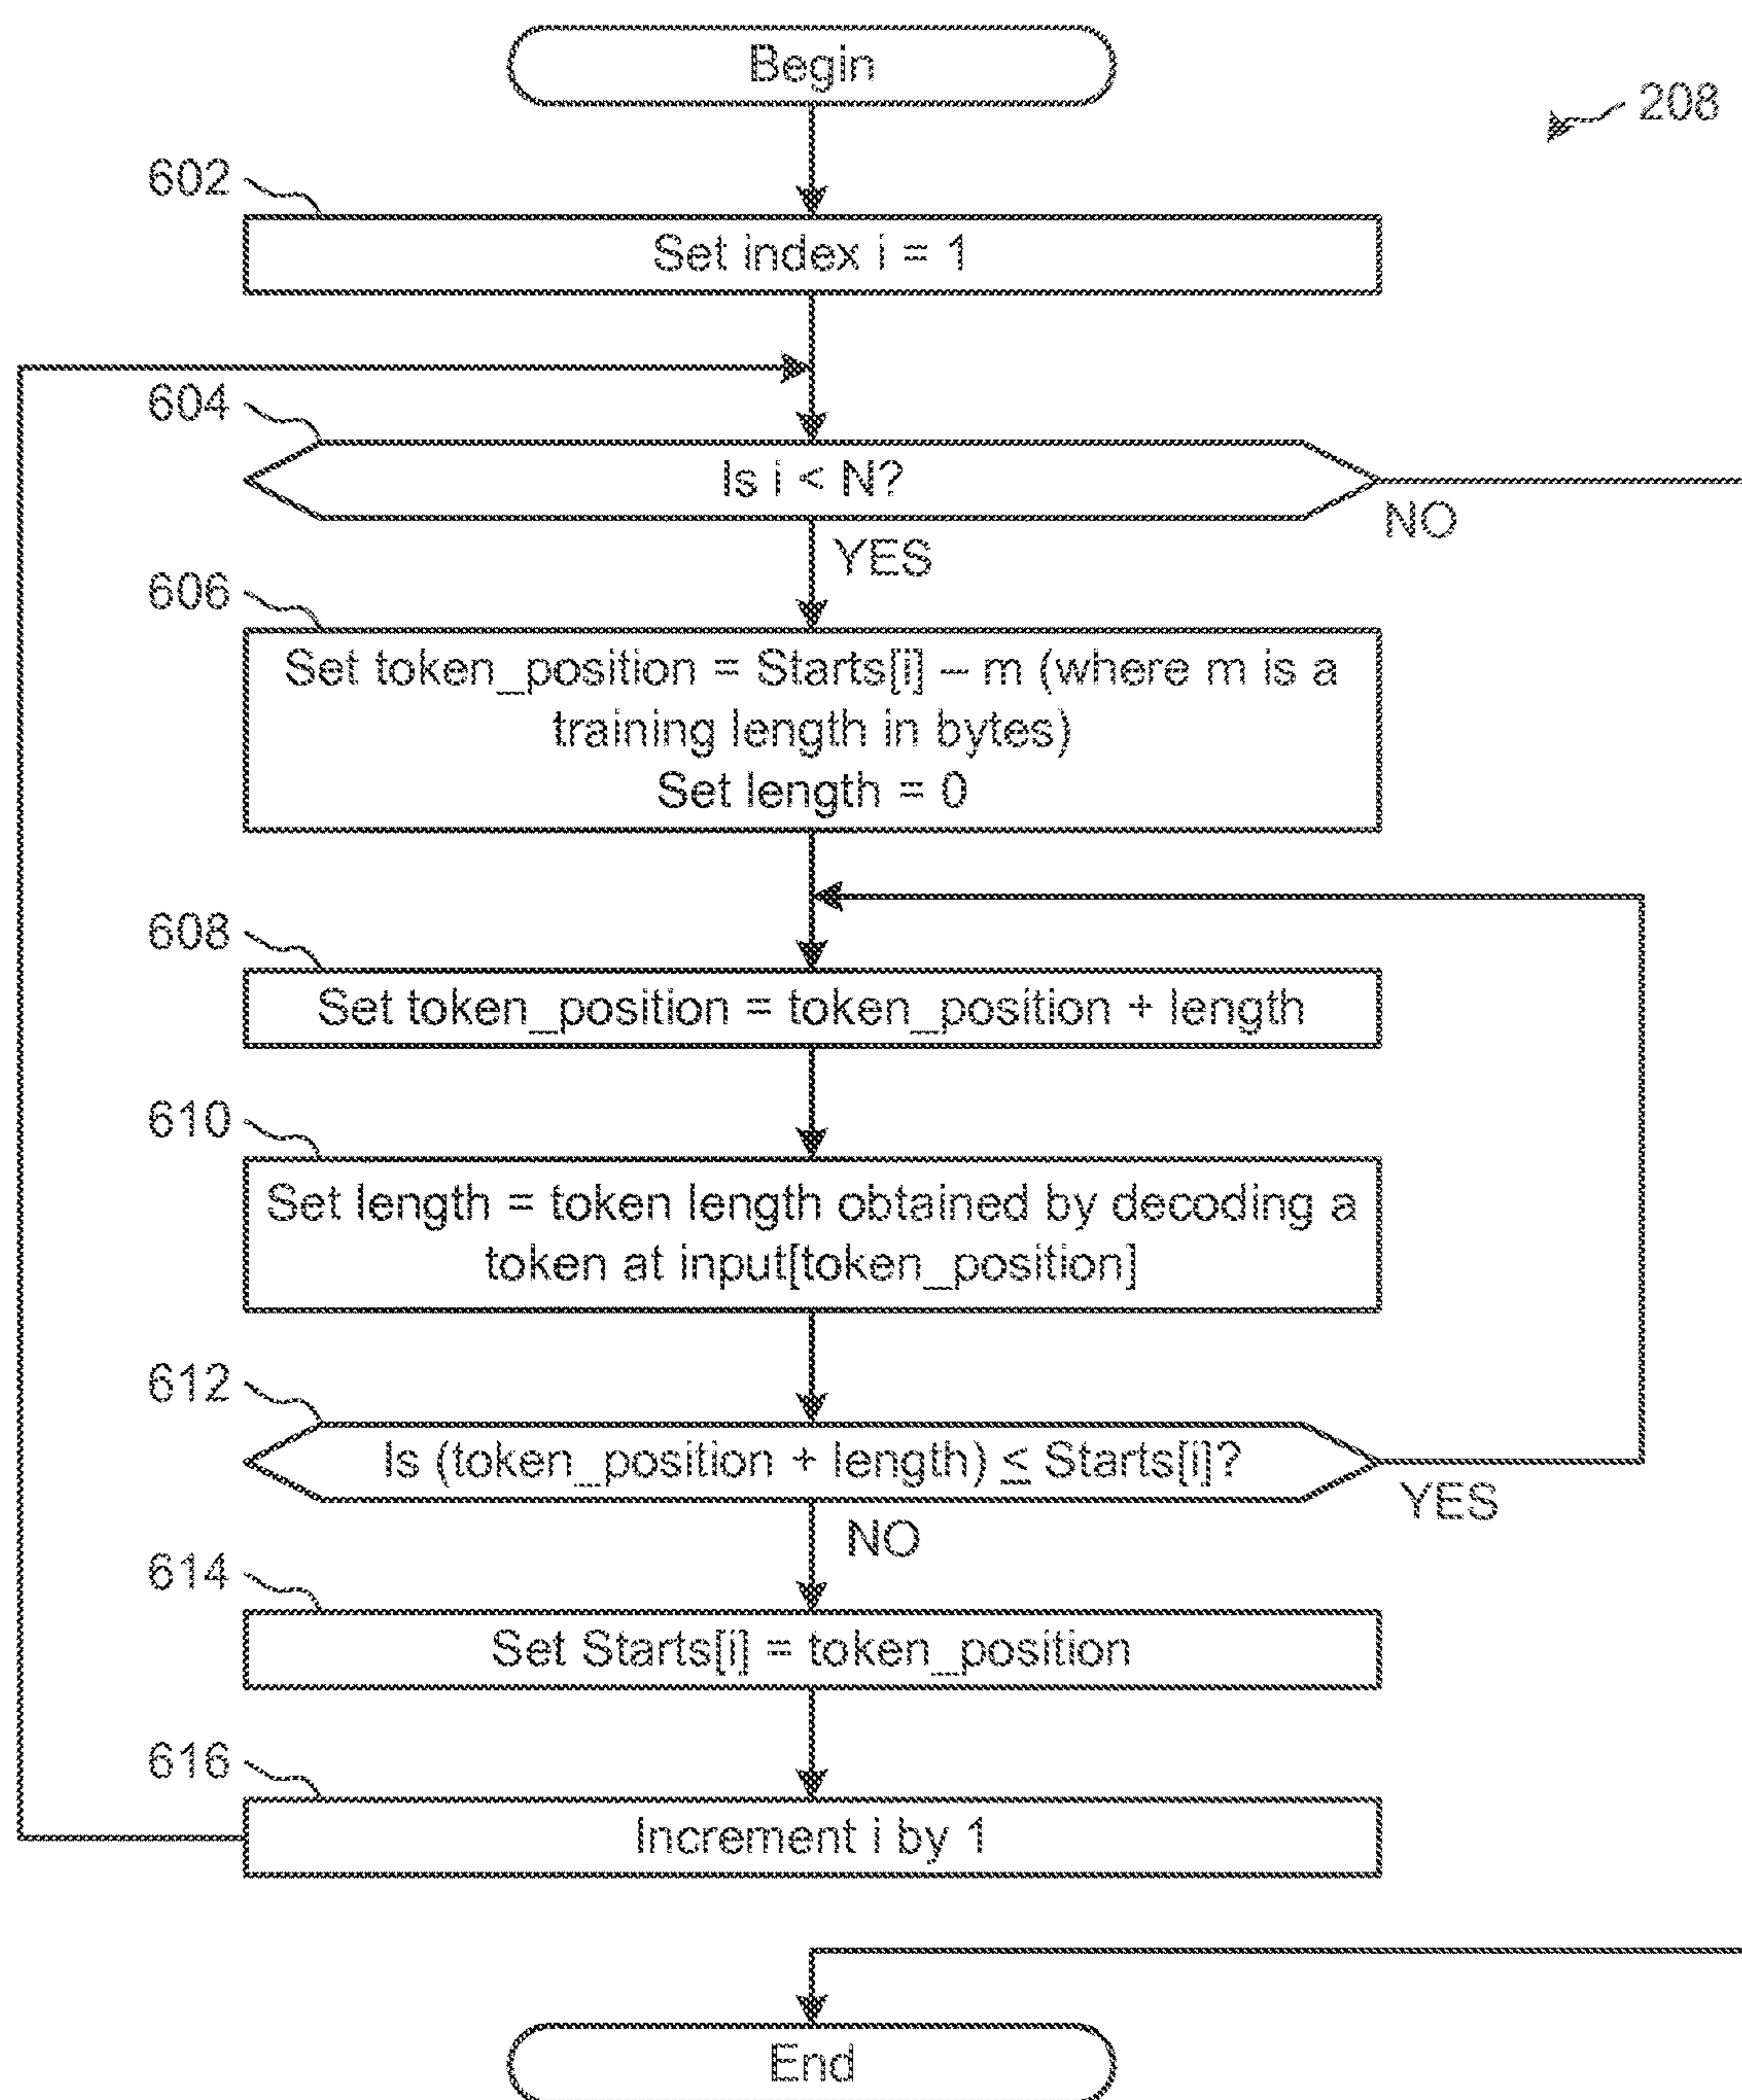 Begin
208
602
Set index i = 1
604
Is i < N?
NO
YES
606
Set token_position = Starts[i] – m (where m is a
training length in bytes)
Set length = 0
608
Set token_position = token_position + length
610
Set length = token length obtained by decoding a
token at input[token_position]
612
Is (token_position + length) ≤ Starts[i]?
YES
NO
614
Set Starts[i] = token_position
616
Increment i by 1
End